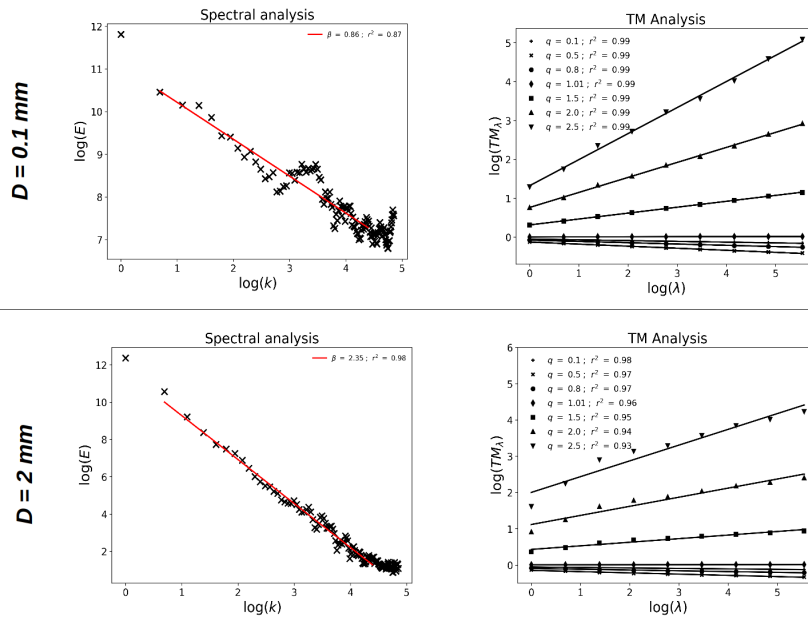 D = 0.1 mm
Spectral analysis
β = 0.86 ; r² = 0.87
12
11
10
9
8
7
log(E)
0 1 2 3 4 5
log(k)
TM Analysis
q = 0.1 ; r² = 0.99
q = 0.5 ; r² = 0.99
q = 0.8 ; r² = 0.99
q = 1.01 ; r² = 0.99
q = 1.5 ; r² = 0.99
q = 2.0 ; r² = 0.99
q = 2.5 ; r² = 0.99
5
4
3
2
1
0
log(TM_λ)
0 1 2 3 4 5
log(λ)
D = 2 mm
Spectral analysis
β = 2.35 ; r² = 0.98
12
10
8
6
4
2
log(E)
0 1 2 3 4 5
log(k)
TM Analysis
q = 0.1 ; r² = 0.98
q = 0.5 ; r² = 0.97
q = 0.8 ; r² = 0.97
q = 1.01 ; r² = 0.96
q = 1.5 ; r² = 0.95
q = 2.0 ; r² = 0.94
q = 2.5 ; r² = 0.93
6
5
4
3
2
1
0
log(TM_λ)
0 1 2 3 4 5
log(λ)